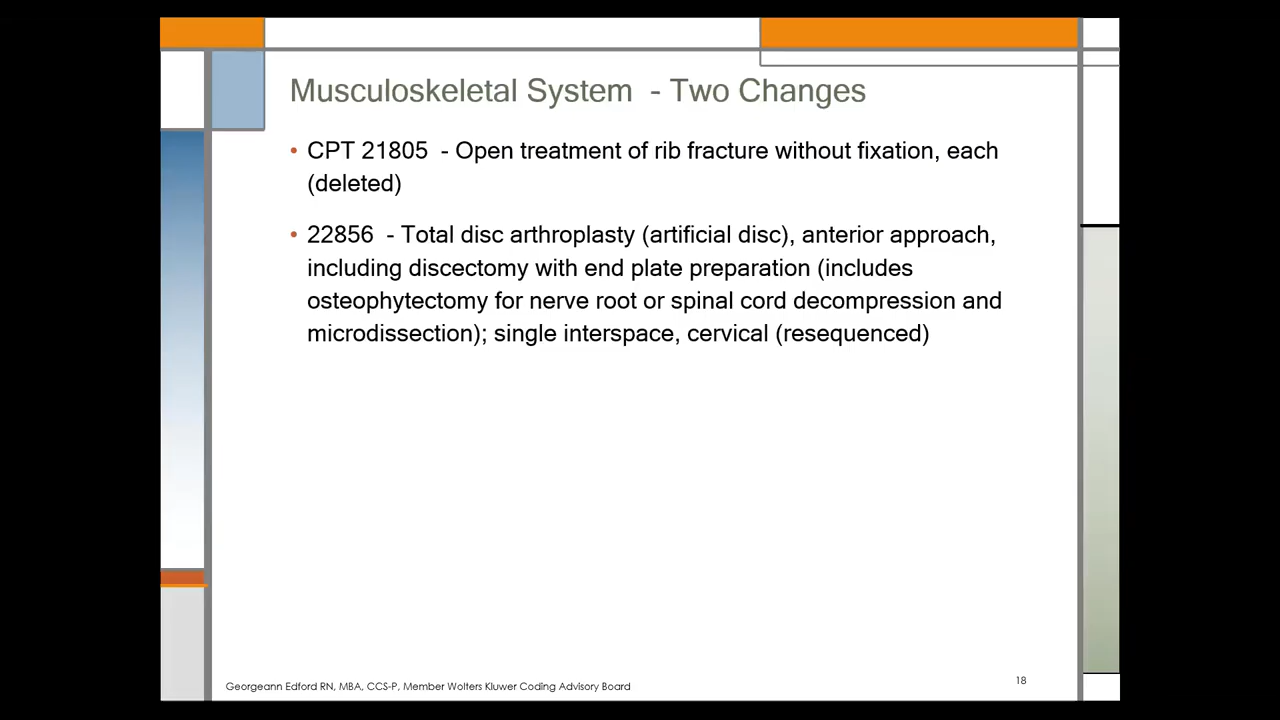 Musculoskeletal System - Two Changes
• CPT 21805 - Open treatment of rib fracture without fixation, each
(deleted)
• 22856 - Total disc arthroplasty (artificial disc), anterior approach,
including discectomy with end plate preparation (includes
osteophytectomy for nerve root or spinal cord decompression and
microdissection); single interspace, cervical (resequenced)
Georgeann Edford RN, MBA, CCS-P, Member Wolters Kluwer Coding Advisory Board
18